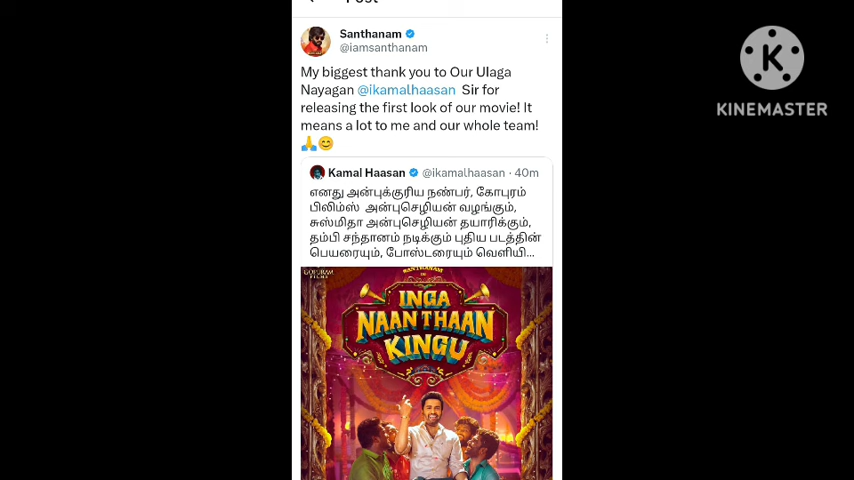 Santhanam
@iamsanthanam
My biggest thank you to Our Ulaga
Nayagan @ikamalhaasan Sir for
releasing the first look of our movie! It
means a lot to me and our whole team!
🙏😊
Kamal Haasan @ikamalhaasan · 40m
எனது அன்புக்குரிய நண்பர், கோபுரம்
பிலிம்ஸ் அன்புசெழியன் வழங்கும்,
சுஸ்மிதா அன்புசெழியன் தயாரிக்கும்,
தம்பி சந்தானம் நடிக்கும் புதிய படத்தின்
பெயரையும், போஸ்டரையும் வெளியி...
GOPURAM
FILMS
SANTHANAM
INGA
NAAN THAAN
KINGU
K
KINEMASTER